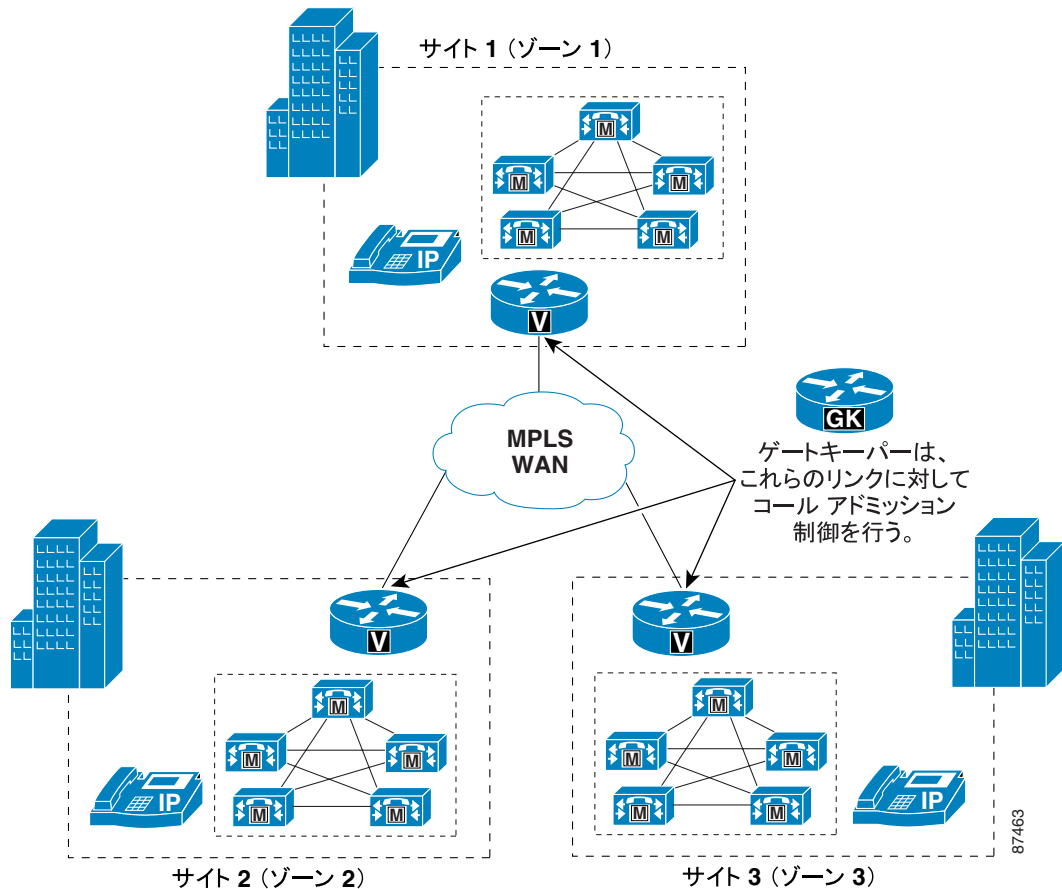 サイト 1（ゾーン 1）
M
M
M
M
M
IP
V
MPLS
WAN
GK
ゲートキーパーは、
これらのリンクに対して
コール アドミッション
制御を行う。
V
M
M
M
M
M
IP
サイト 2（ゾーン 2）
V
M
M
M
M
M
IP
サイト 3（ゾーン 3）
87463